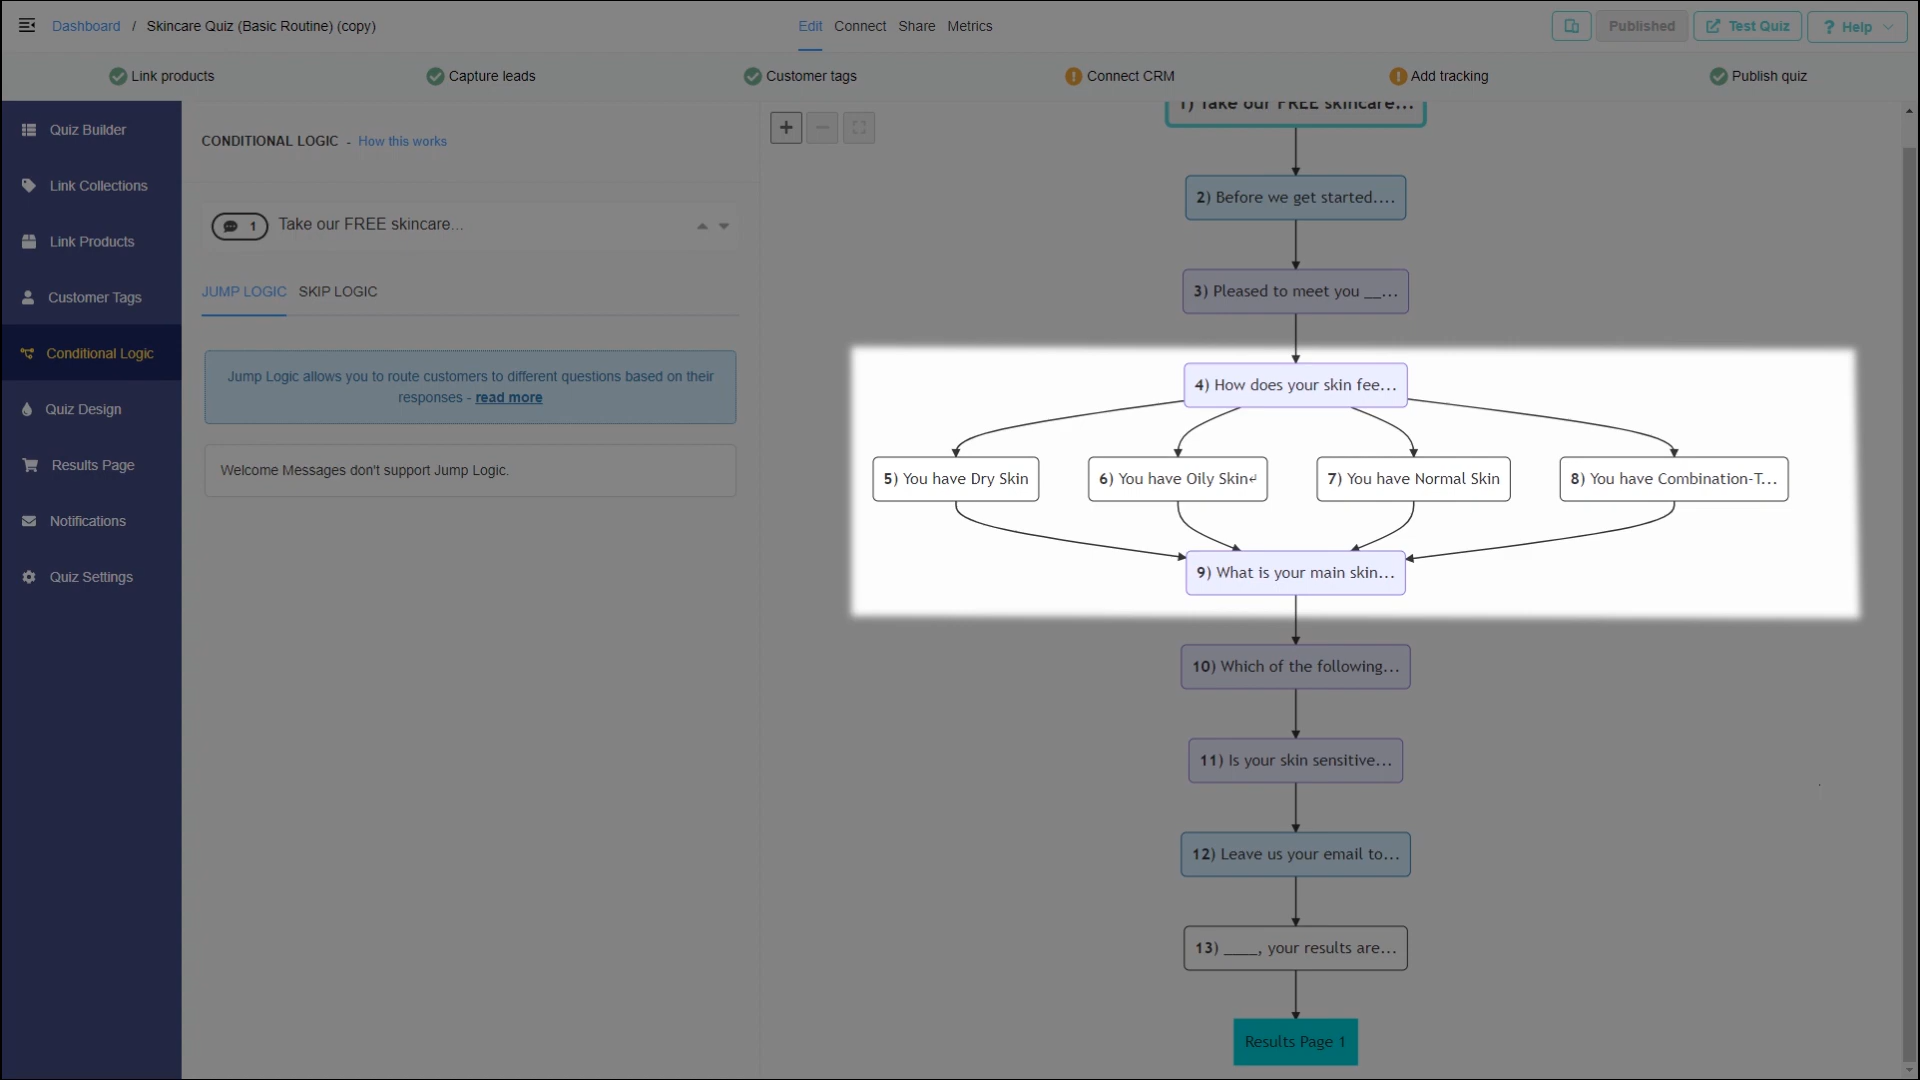 Dashboard / Skincare Quiz (Basic Routine) (copy)
Edit Connect Share Metrics
Published Test Quiz ? Help
Link products Capture leads Customer tags Connect CRM Add tracking Publish quiz
Quiz Builder
Link Collections
Link Products
Customer Tags
Conditional Logic
Quiz Design
Results Page
Notifications
Quiz Settings
CONDITIONAL LOGIC - How this works
1 Take our FREE skincare...
JUMP LOGIC SKIP LOGIC
Jump Logic allows you to route customers to different questions based on their
responses - read more
Welcome Messages don't support Jump Logic.
1) Take our FREE skincare...
2) Before we get started....
3) Pleased to meet you __...
4) How does your skin fee...
5) You have Dry Skin
6) You have Oily Skin↵
7) You have Normal Skin
8) You have Combination-T...
9) What is your main skin...
10) Which of the following...
11) Is your skin sensitive...
12) Leave us your email to...
13) ____, your results are...
Results Page 1